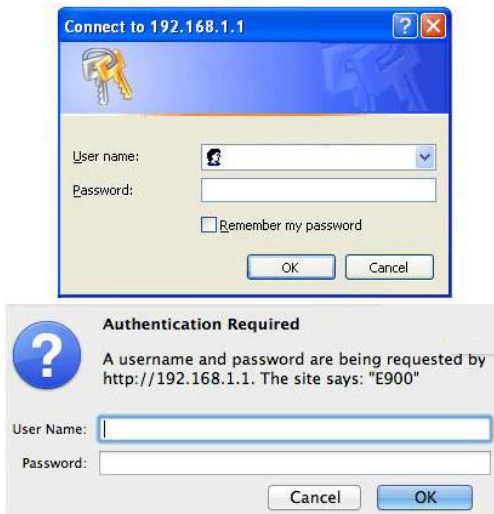 Connect to 192.168.1.1
User name:
Password:
Remember my password
OK Cancel
Authentication Required
A username and password are being requested by
http://192.168.1.1. The site says: "E900"
User Name:
Password:
Cancel OK